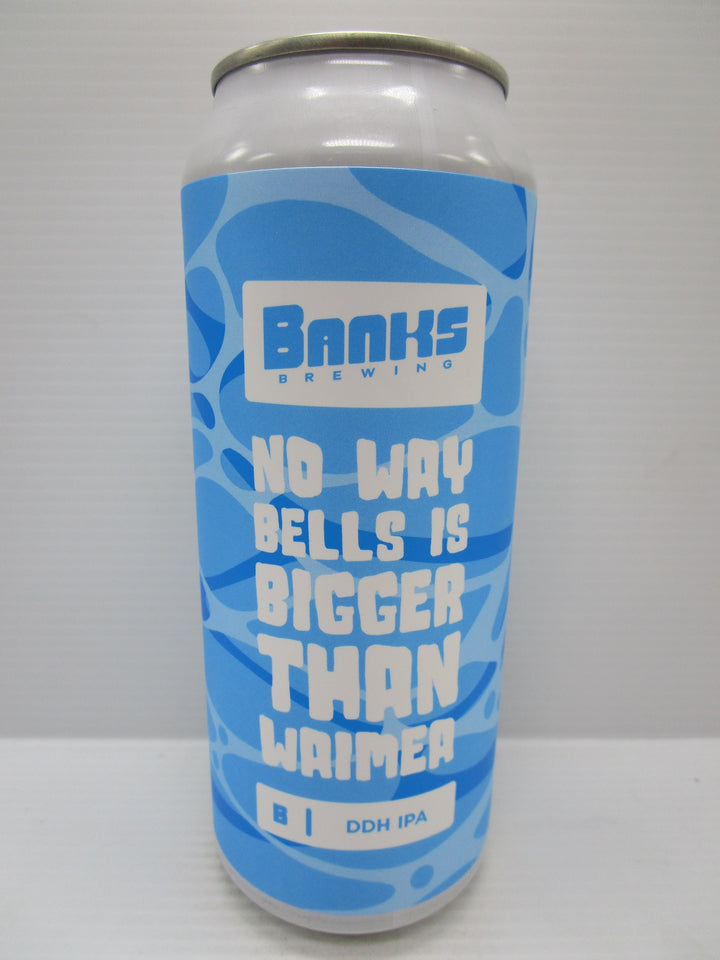 BANKS
BREWING
NO WAY
BELLS IS
BIGGER
THAN
WAIMEA
B | DDH IPA